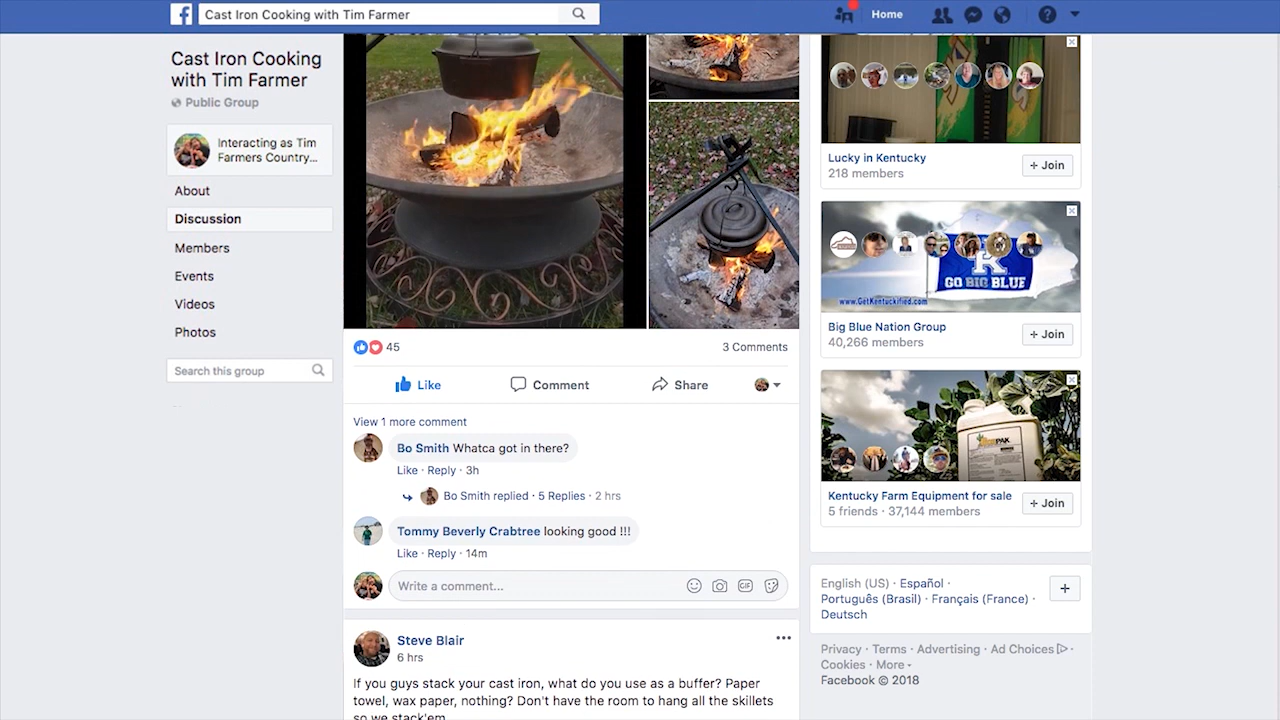 Cast Iron Cooking with Tim Farmer
Home
Cast Iron Cooking
with Tim Farmer
Public Group
Interacting as Tim
Farmers Country...
About
Discussion
Members
Events
Videos
Photos
Search this group
45
3 Comments
Like
Comment
Share
View 1 more comment
Bo Smith Whatca got in there?
Like · Reply · 3h
Bo Smith replied · 5 Replies · 2 hrs
Tommy Beverly Crabtree looking good !!!
Like · Reply · 14m
Write a comment...
GIF
Steve Blair
6 hrs
If you guys stack your cast iron, what do you use as a buffer? Paper
towel, wax paper, nothing? Don't have the room to hang all the skillets
so we stack'em
Lucky in Kentucky
218 members
+ Join
GO BIG BLUE
www.GetKentuckified.com
Big Blue Nation Group
40,266 members
+ Join
Kentucky Farm Equipment for sale
5 friends · 37,144 members
+ Join
English (US) · Español ·
Português (Brasil) · Français (France) ·
Deutsch
+
Privacy · Terms · Advertising · Ad Choices ·
Cookies · More
Facebook © 2018